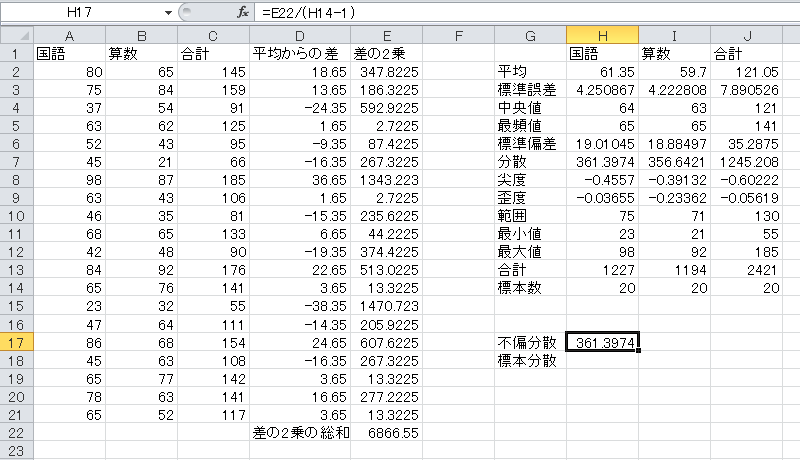 H17 fx =E22/(H14-1)
A B C D E F G H I J
1 国語 算数 合計 平均からの差 差の2乗 国語 算数 合計
2 80 65 145 18.65 347.8225 平均 61.35 59.7 121.05
3 75 84 159 13.65 186.3225 標準誤差 4.250867 4.222808 7.890526
4 37 54 91 -24.35 592.9225 中央値 64 63 121
5 63 62 125 1.65 2.7225 最頻値 65 65 141
6 52 43 95 -9.35 87.4225 標準偏差 19.01045 18.88497 35.2875
7 45 21 66 -16.35 267.3225 分散 361.3974 356.6421 1245.208
8 98 87 185 36.65 1343.223 尖度 -0.4557 -0.39132 -0.60222
9 63 43 106 1.65 2.7225 歪度 -0.03655 -0.23362 -0.05619
10 46 35 81 -15.35 235.6225 範囲 75 71 130
11 68 65 133 6.65 44.2225 最小値 23 21 55
12 42 48 90 -19.35 374.4225 最大値 98 92 185
13 84 92 176 22.65 513.0225 合計 1227 1194 2421
14 65 76 141 3.65 13.3225 標本数 20 20 20
15 23 32 55 -38.35 1470.723
16 47 64 111 -14.35 205.9225
17 86 68 154 24.65 607.6225 不偏分散 361.3974
18 45 63 108 -16.35 267.3225 標本分散
19 65 77 142 3.65 13.3225
20 78 63 141 16.65 277.2225
21 65 52 117 3.65 13.3225
22 差の2乗の総和 6866.55
23